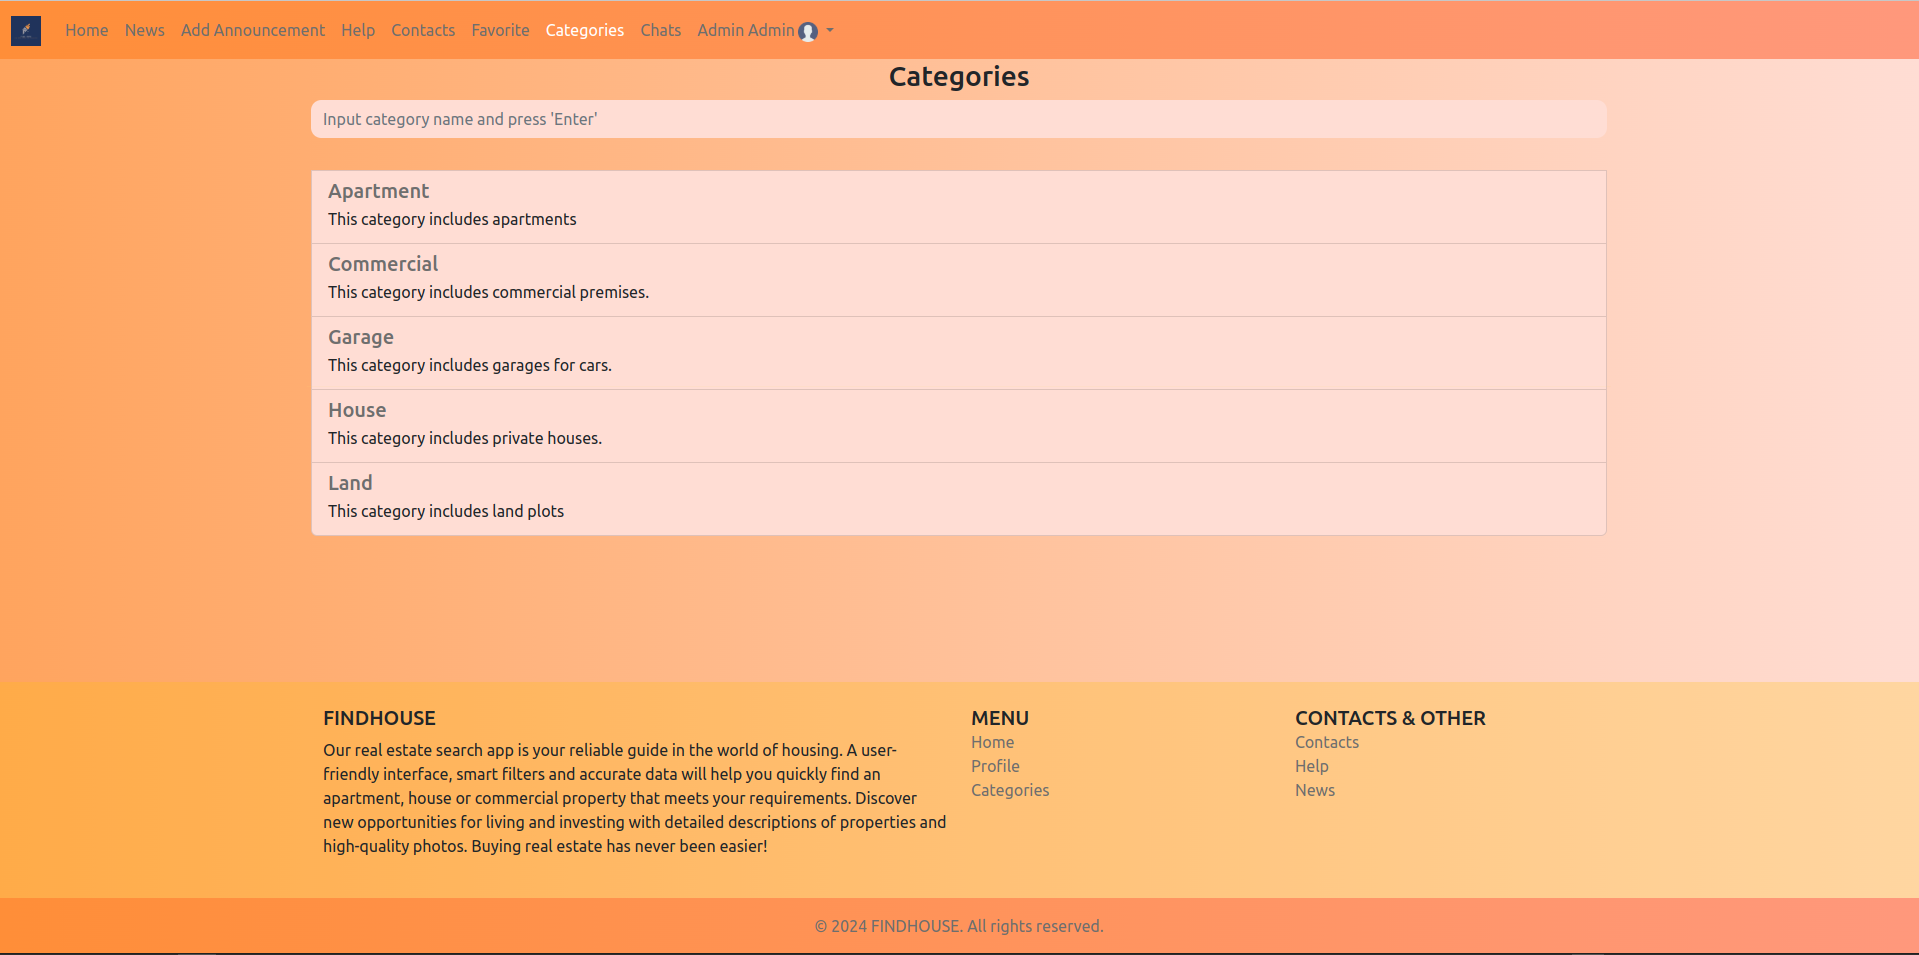 Home News Add Announcement Help Contacts Favorite Categories Chats Admin Admin
Categories
Input category name and press 'Enter'
Apartment
This category includes apartments
Commercial
This category includes commercial premises.
Garage
This category includes garages for cars.
House
This category includes private houses.
Land
This category includes land plots
FINDHOUSE
Our real estate search app is your reliable guide in the world of housing. A user-
friendly interface, smart filters and accurate data will help you quickly find an
apartment, house or commercial property that meets your requirements. Discover
new opportunities for living and investing with detailed descriptions of properties and
high-quality photos. Buying real estate has never been easier!
MENU
Home
Profile
Categories
CONTACTS & OTHER
Contacts
Help
News
© 2024 FINDHOUSE. All rights reserved.